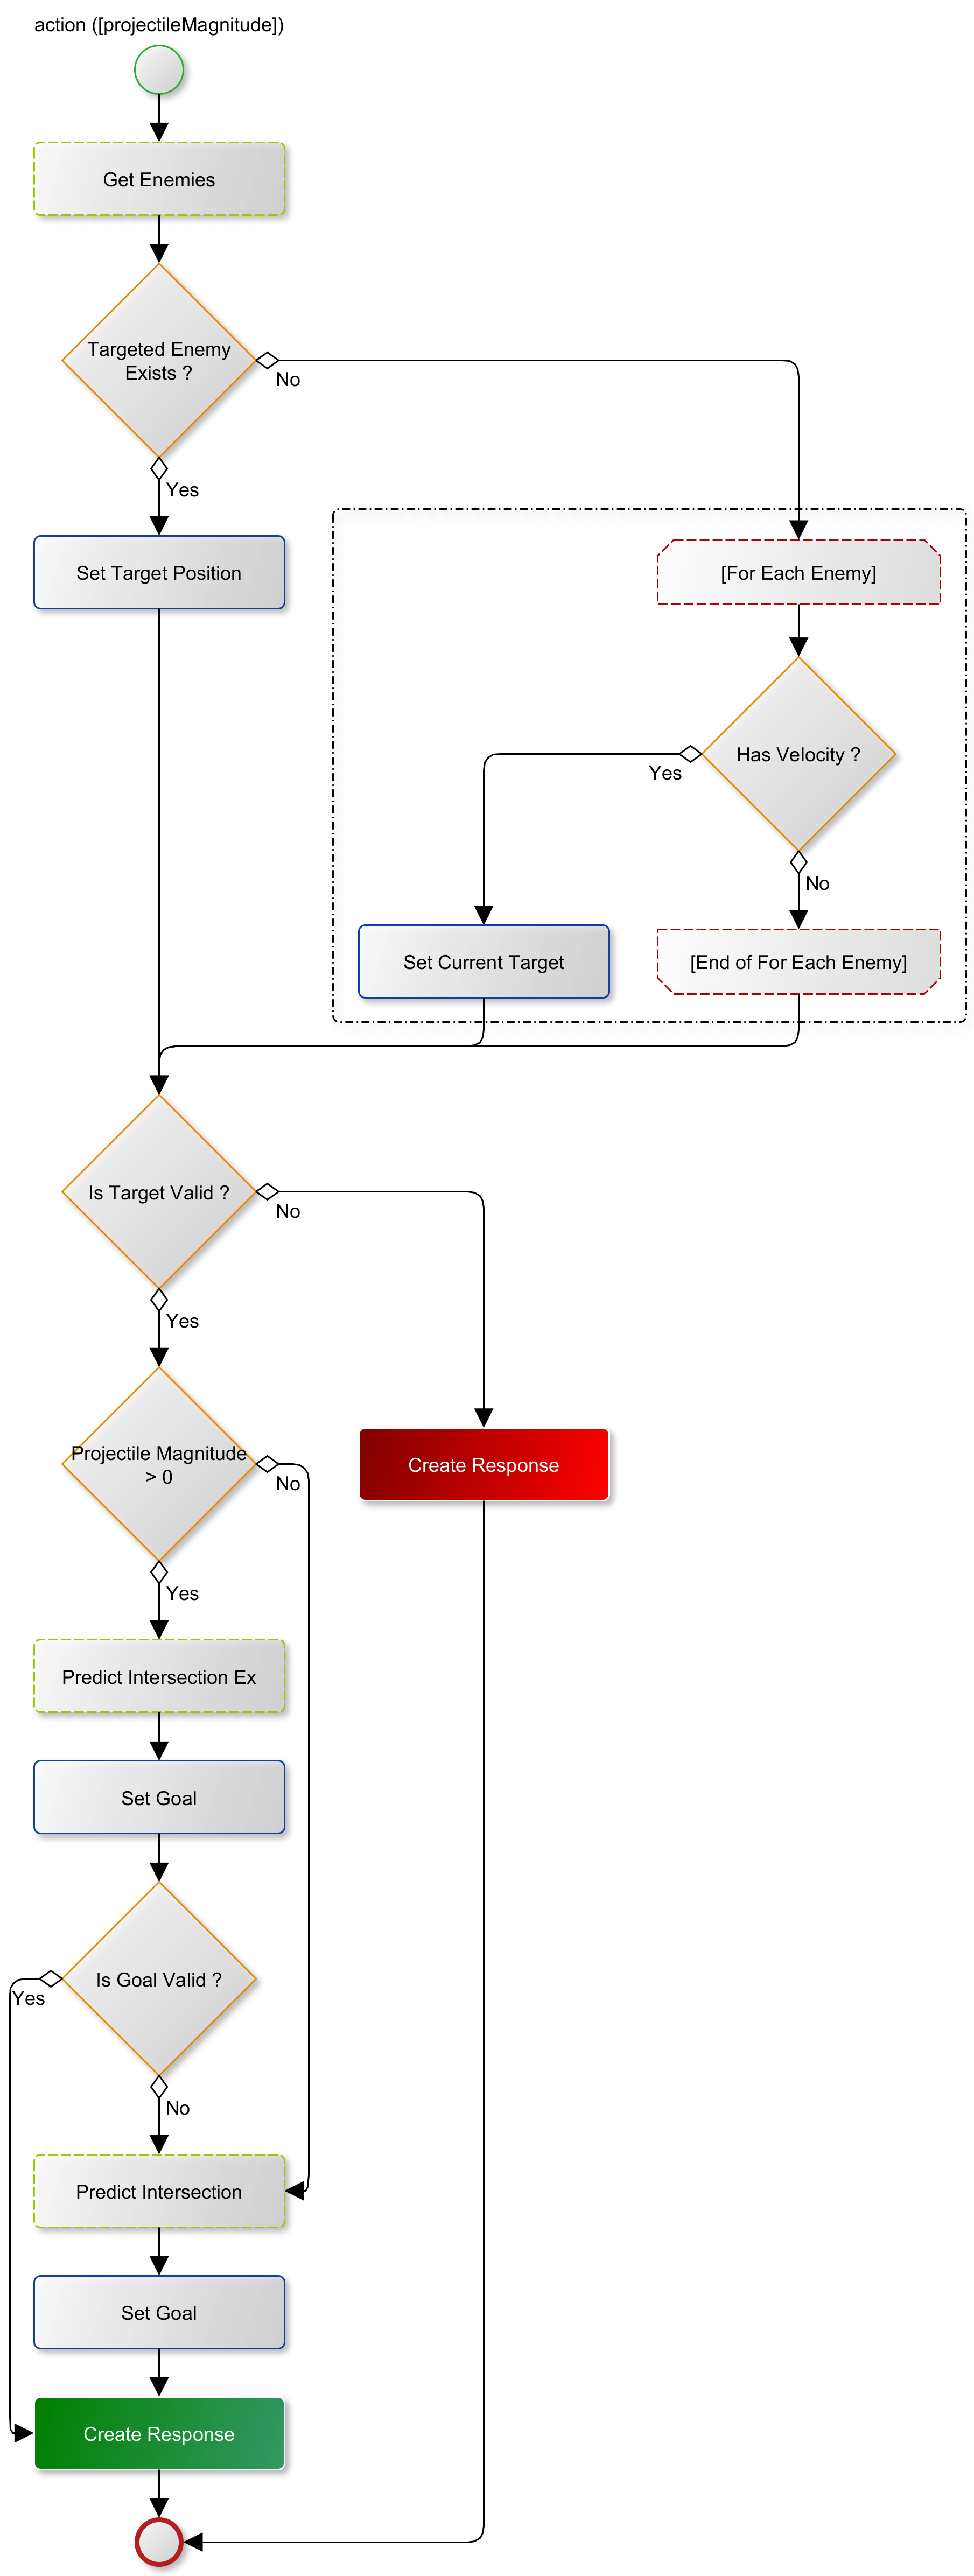 action ([projectileMagnitude])
Get Enemies
Targeted Enemy
Exists ?
No
Yes
Set Target Position
[For Each Enemy]
Has Velocity ?
Yes
No
Set Current Target
[End of For Each Enemy]
Is Target Valid ?
No
Yes
Projectile Magnitude
> 0
No
Create Response
Yes
Predict Intersection Ex
Set Goal
Is Goal Valid ?
Yes
No
Predict Intersection
Set Goal
Create Response